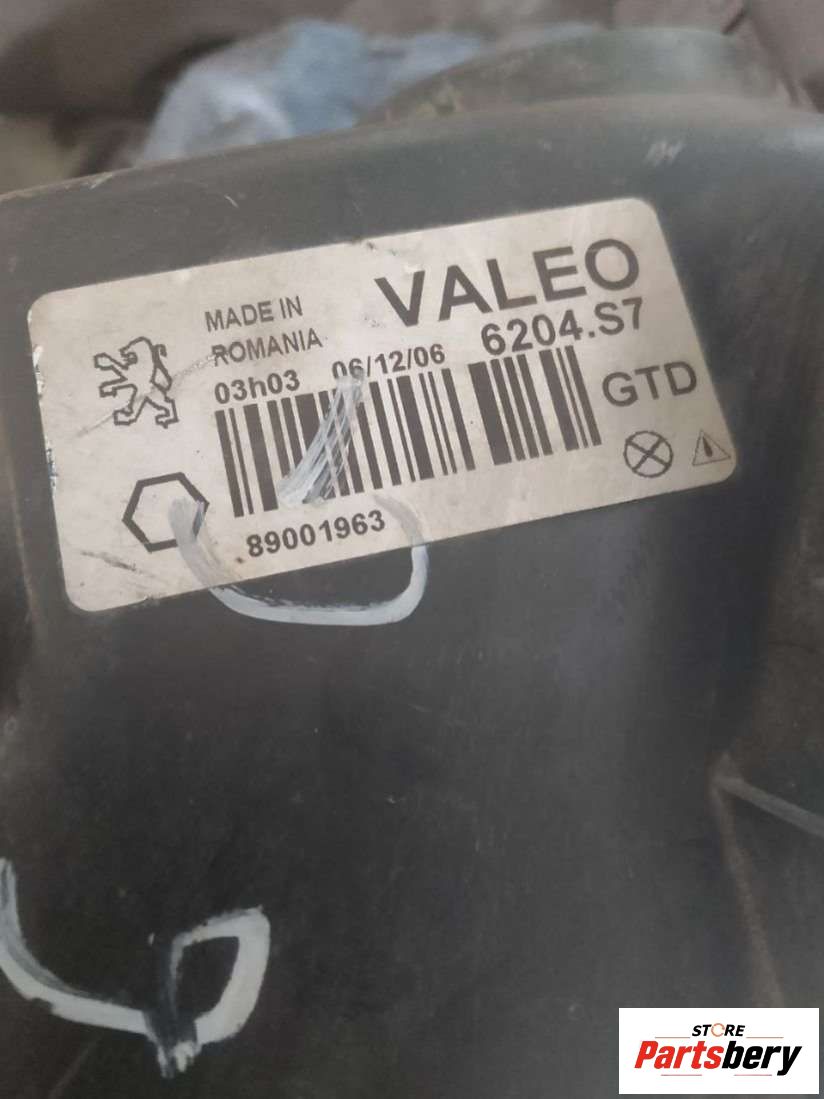 MADE IN
ROMANIA
VALEO
03h03 06/12/06 6204.S7
GTD
89001963
STORE
Partsbery